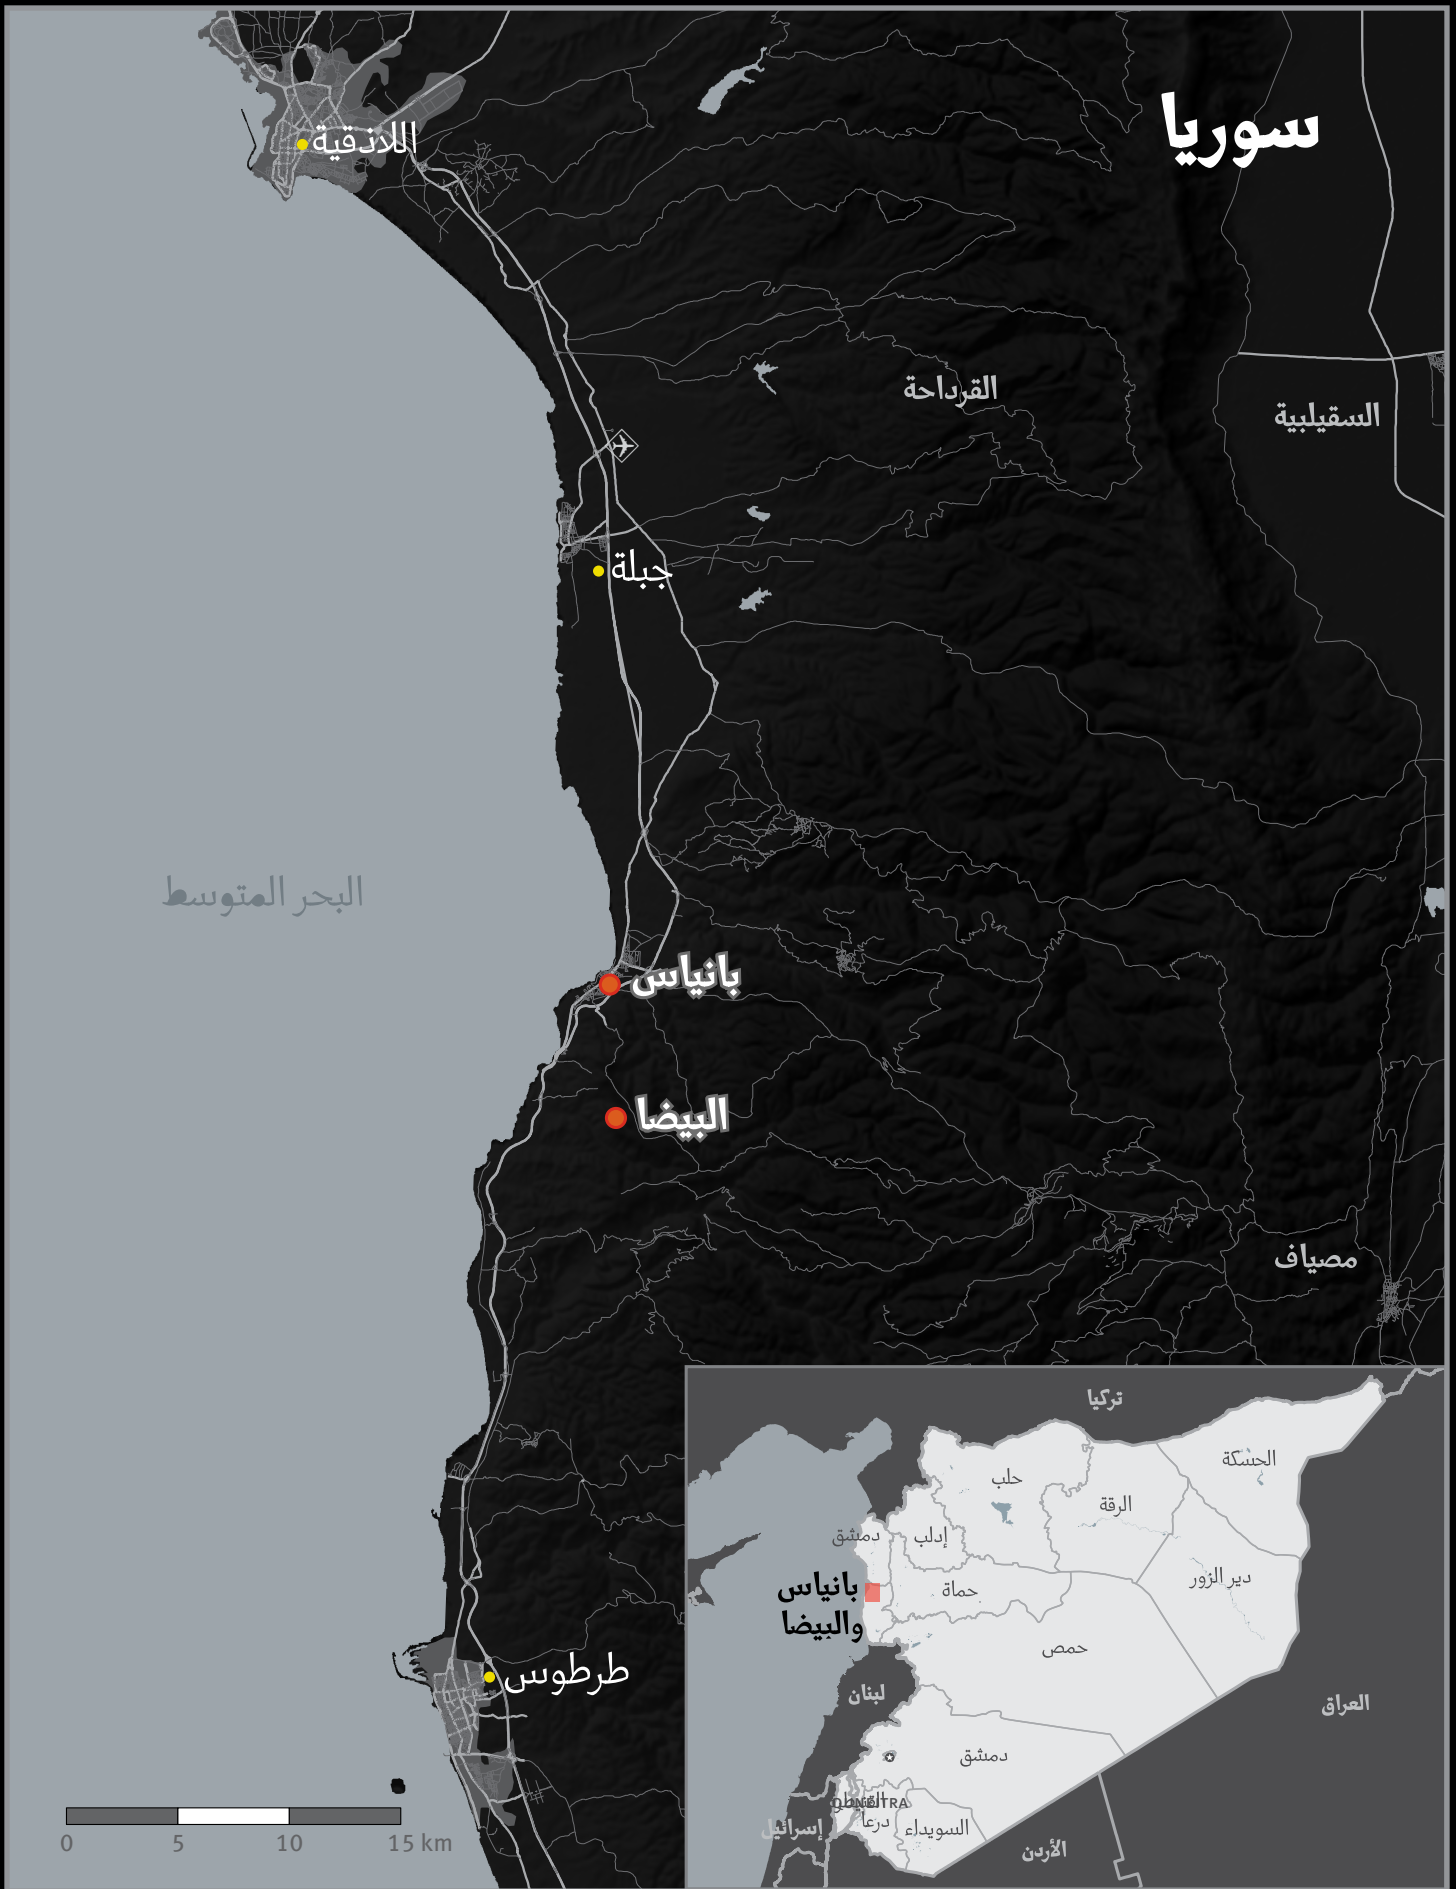 سوريا
اللاذقية
القرداحة
السقيلبية
جبلة
البحر المتوسط
بانياس
البيضا
مصياف
طرطوس
0 5 10 15 km
تركيا
الحسكة
حلب
الرقة
دمشق
إدلب
دير الزور
بانياس
والبيضا
حماة
حمص
لبنان
العراق
دمشق
QUNEITRA
درعا
السويداء
إسرائيل
الأردن